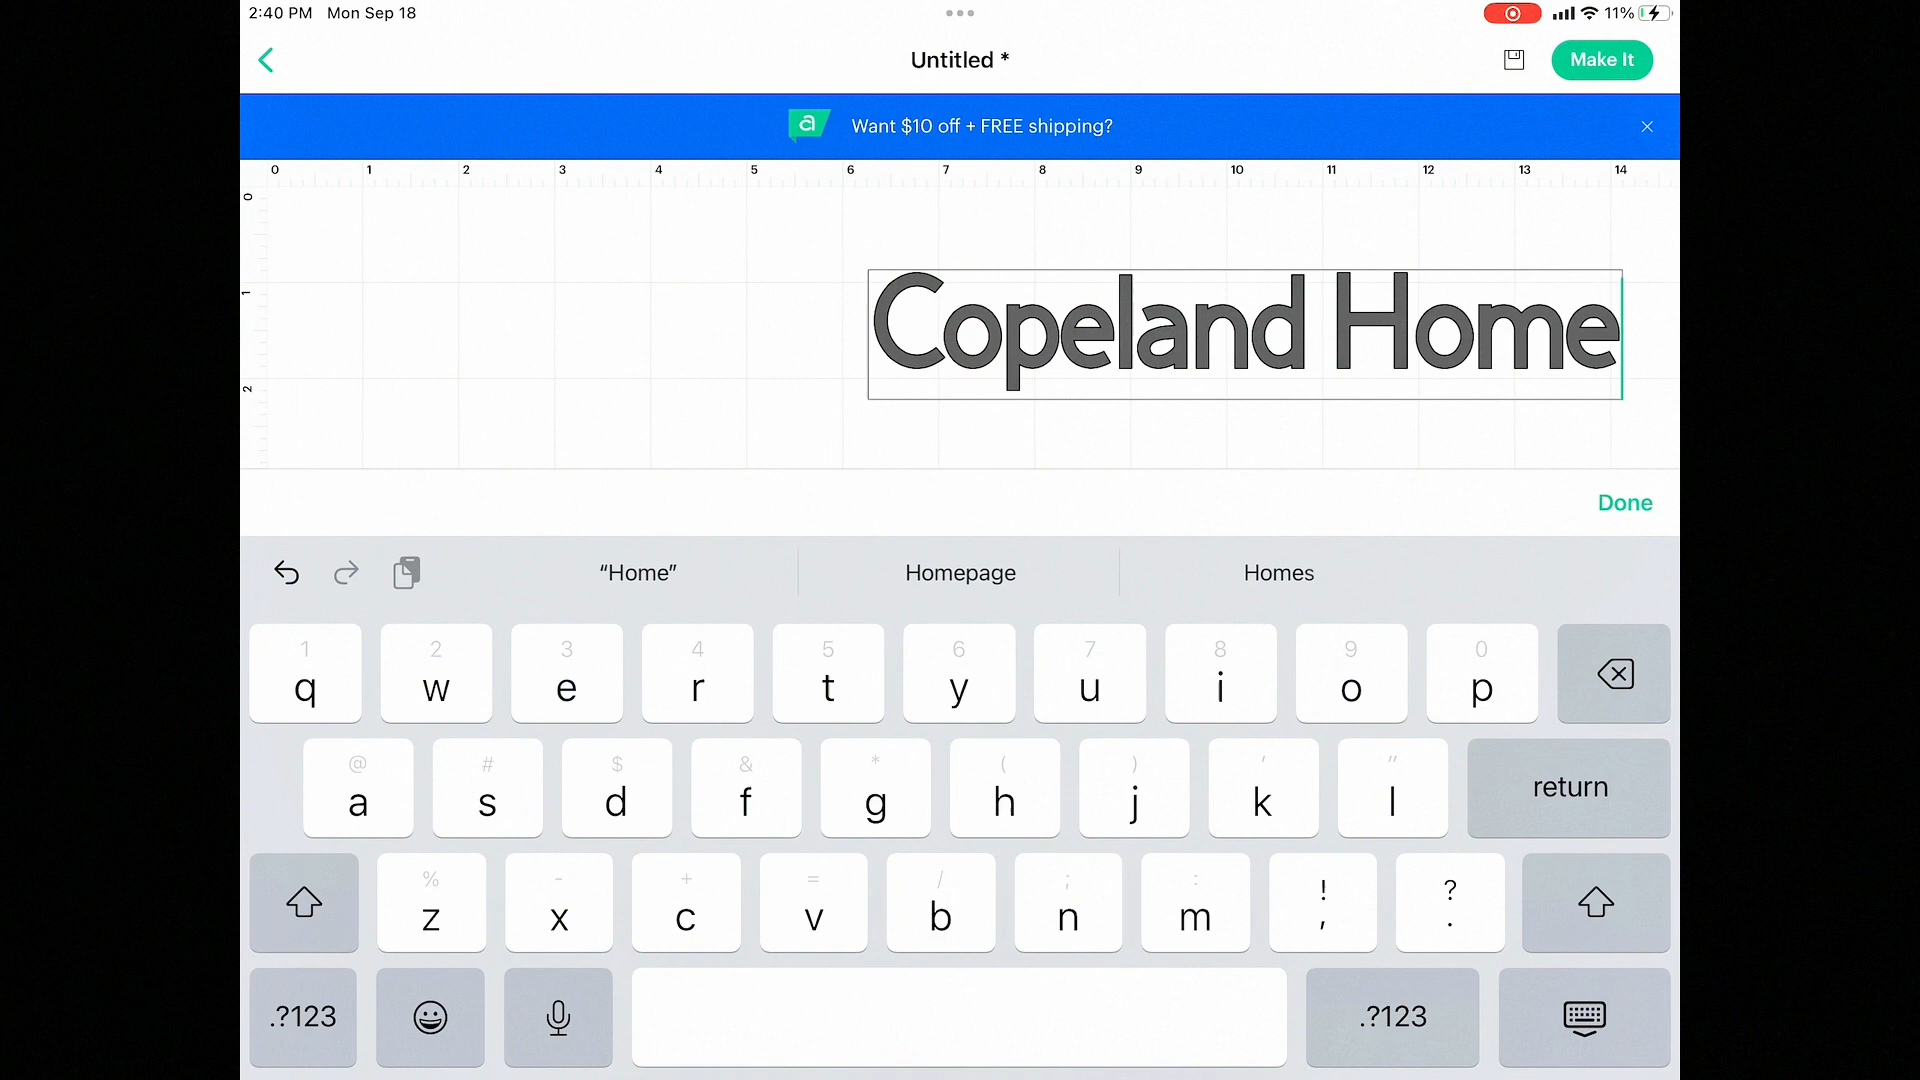 2:40 PM Mon Sep 18
11%
Untitled *
Make It
a Want $10 off + FREE shipping?
0 1 2 3 4 5 6 7 8 9 10 11 12 13 14
0
1
2
Copeland Home
Done
“Home” Homepage Homes
1 2 3 4 5 6 7 8 9 0
q w e r t y u i o p
@ # $ & * ( ) ' "
a s d f g h j k l return
% - + = / ; : ! ?
z x c v b n m , .
.?123 .?123